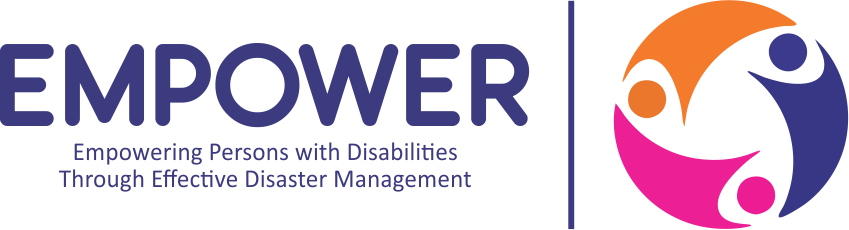 EMPOWER
Empowering Persons with Disabilities
Through Effective Disaster Management